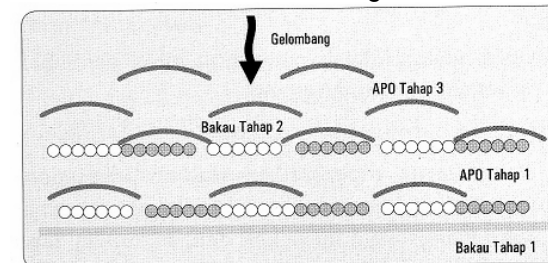 Gelombang
APO Tahap 3
Bakau Tahap 2
APO Tahap 1
Bakau Tahap 1